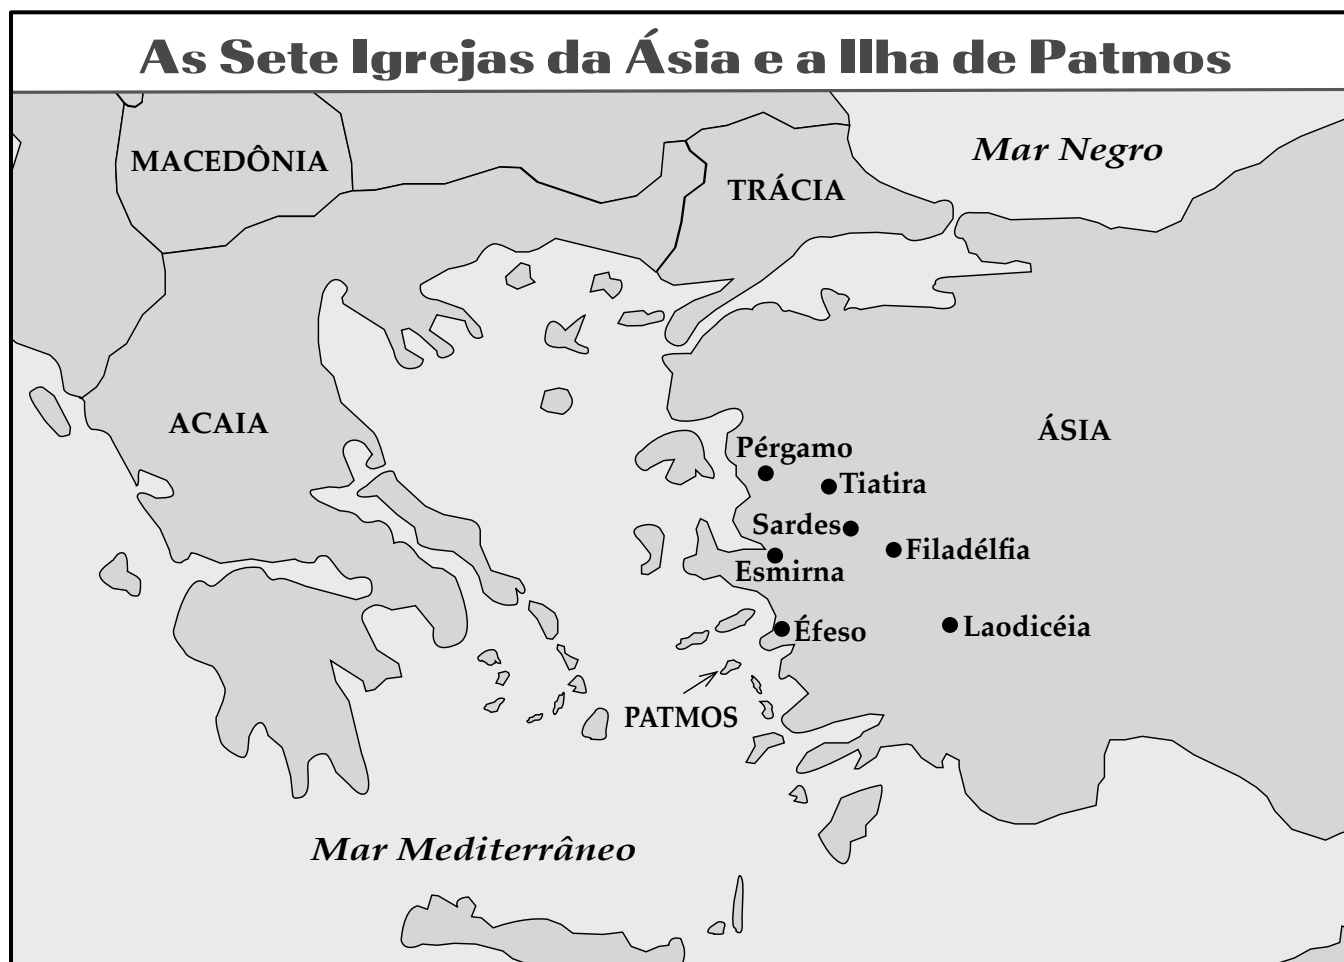 As Sete Igrejas da Ásia e a Ilha de Patmos
Mar Negro
MACEDÔNIA
TRÁCIA
ACAIA
ÁSIA
Pérgamo
Tiatira
Sardes
Filadélfia
Esmirna
Éfeso
Laodicéia
PATMOS
Mar Mediterrâneo